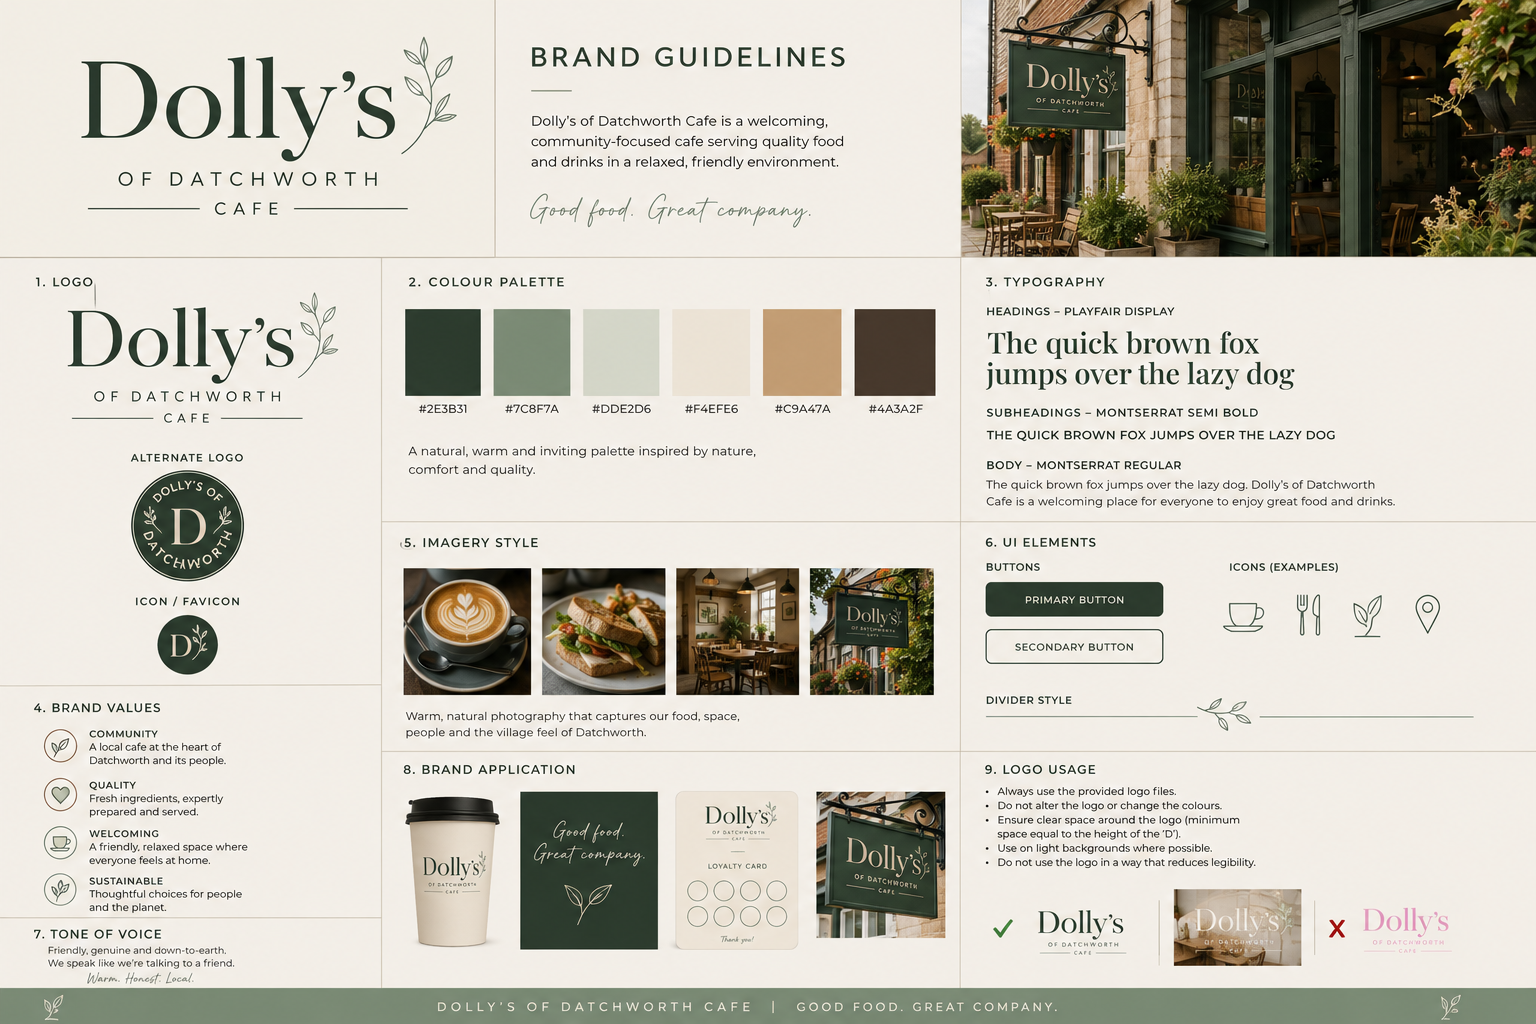 Dolly's
OF DATCHWORTH
CAFE
BRAND GUIDELINES
Dolly's of Datchworth Cafe is a welcoming,
community-focused cafe serving quality food
and drinks in a relaxed, friendly environment.
Good food. Great company.
Dolly's
OF DATCHWORTH
CAFE
1. LOGO
Dolly's
OF DATCHWORTH
CAFE
ALTERNATE LOGO
DOLLY'S OF
D
DATCHWORTH
ICON / FAVICON
D
2. COLOUR PALETTE
#2E3B31
#7C8F7A
#DDE2D6
#F4EFE6
#C9A47A
#4A3A2F
A natural, warm and inviting palette inspired by nature,
comfort and quality.
3. TYPOGRAPHY
HEADINGS – PLAYFAIR DISPLAY
The quick brown fox
jumps over the lazy dog
SUBHEADINGS – MONTSERRAT SEMI BOLD
THE QUICK BROWN FOX JUMPS OVER THE LAZY DOG
BODY – MONTSERRAT REGULAR
The quick brown fox jumps over the lazy dog. Dolly's of Datchworth
Cafe is a welcoming place for everyone to enjoy great food and drinks.
4. BRAND VALUES
COMMUNITY
A local cafe at the heart of
Datchworth and its people.
QUALITY
Fresh ingredients, expertly
prepared and served.
WELCOMING
A friendly, relaxed space where
everyone feels at home.
SUSTAINABLE
Thoughtful choices for people
and the planet.
5. IMAGERY STYLE
Dolly's
OF DATCHWORTH
CAFE
Warm, natural photography that captures our food, space,
people and the village feel of Datchworth.
6. UI ELEMENTS
BUTTONS
PRIMARY BUTTON
SECONDARY BUTTON
ICONS (EXAMPLES)
DIVIDER STYLE
7. TONE OF VOICE
Friendly, genuine and down-to-earth.
We speak like we're talking to a friend.
Warm. Honest. Local.
8. BRAND APPLICATION
Dolly's
OF DATCHWORTH
CAFE
Good food.
Great company.
Dolly's
OF DATCHWORTH
CAFE
LOYALTY CARD
Thank you!
Dolly's
OF DATCHWORTH
CAFE
9. LOGO USAGE
• Always use the provided logo files.
• Do not alter the logo or change the colours.
• Ensure clear space around the logo (minimum
space equal to the height of the 'D').
• Use on light backgrounds where possible.
• Do not use the logo in a way that reduces legibility.
Dolly's
OF DATCHWORTH
CAFE
Dolly's
OF DATCHWORTH
CAFE
X
Dolly's
OF DATCHWORTH
CAFE
DOLLY'S OF DATCHWORTH CAFE | GOOD FOOD. GREAT COMPANY.